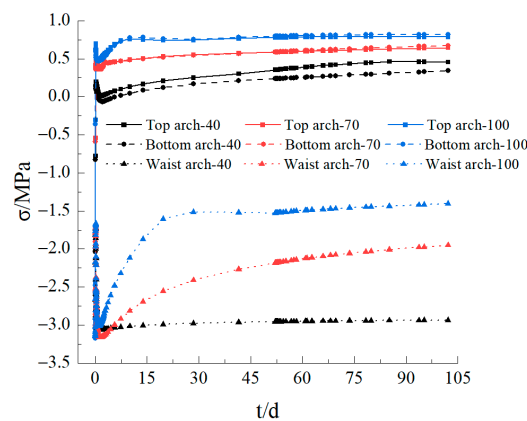 1.0
0.5
0.0
−0.5
−1.0
−1.5
−2.0
−2.5
−3.0
−3.5
σ/MPa
Top arch-40 Top arch-70 Top arch-100
Bottom arch-40 Bottom arch-70 Bottom arch-100
Waist arch-40 Waist arch-70 Waist arch-100
0 15 30 45 60 75 90 105
t/d